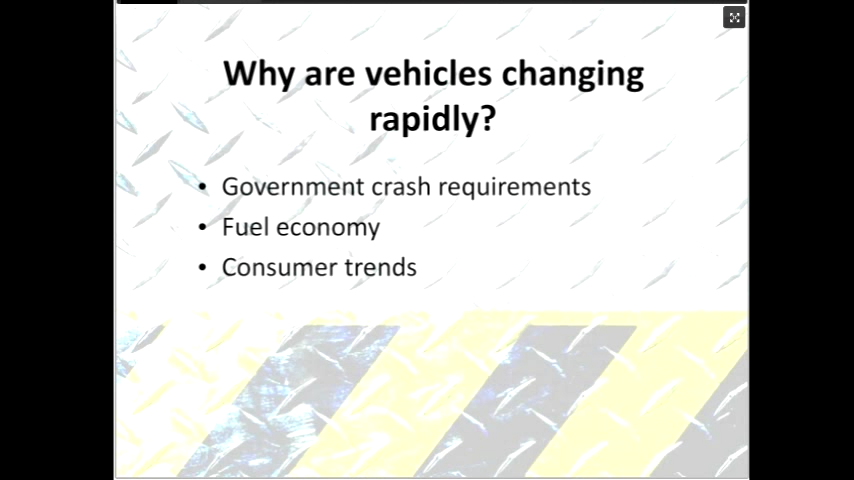 Why are vehicles changing
rapidly?
• Government crash requirements
• Fuel economy
• Consumer trends